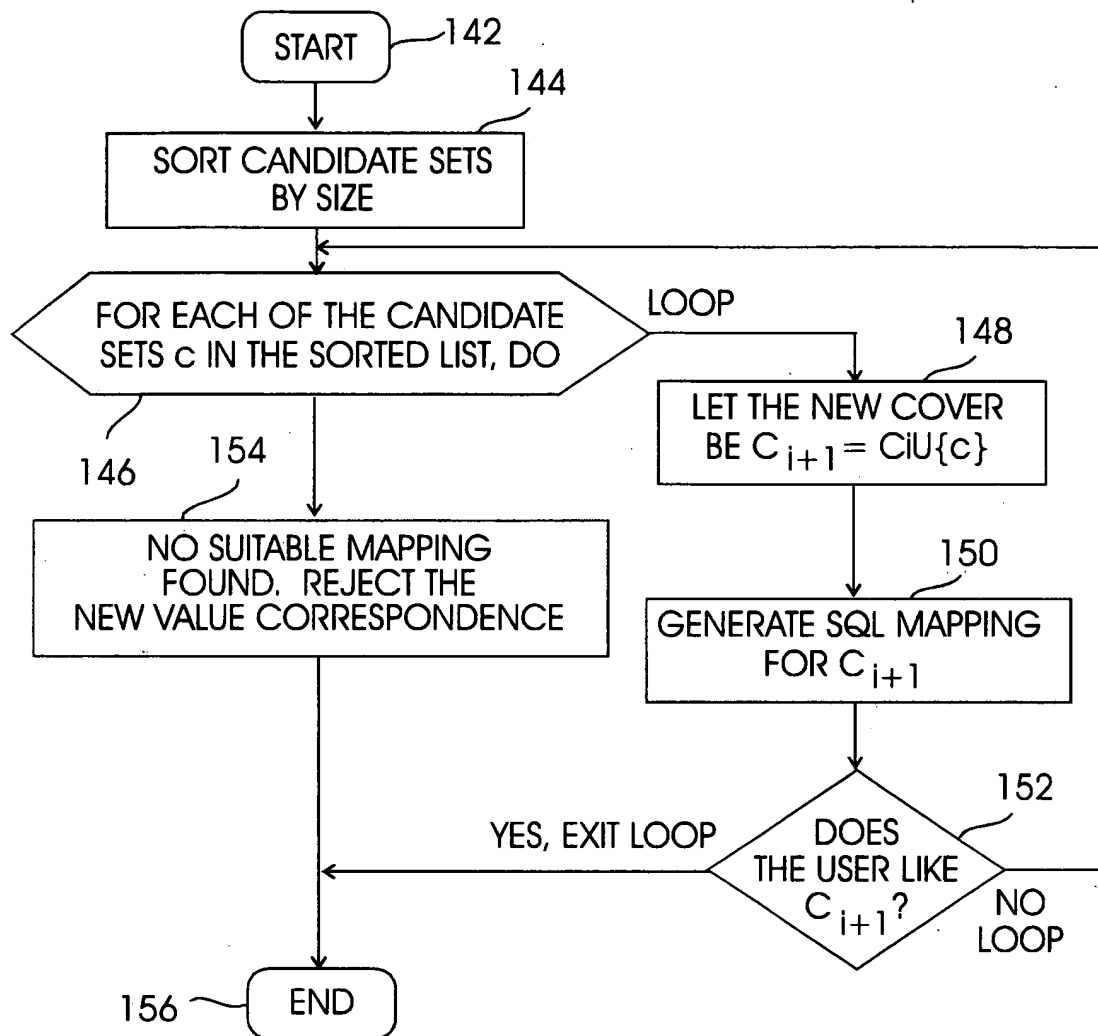 START
142
144
SORT CANDIDATE SETS
BY SIZE
FOR EACH OF THE CANDIDATE
SETS c IN THE SORTED LIST, DO
LOOP
146
148
LET THE NEW COVER
BE C i+1 = CiU{c}
154
NO SUITABLE MAPPING
FOUND. REJECT THE
NEW VALUE CORRESPONDENCE
150
GENERATE SQL MAPPING
FOR C i+1
152
DOES
THE USER LIKE
C i+1?
YES, EXIT LOOP
NO
LOOP
156
END